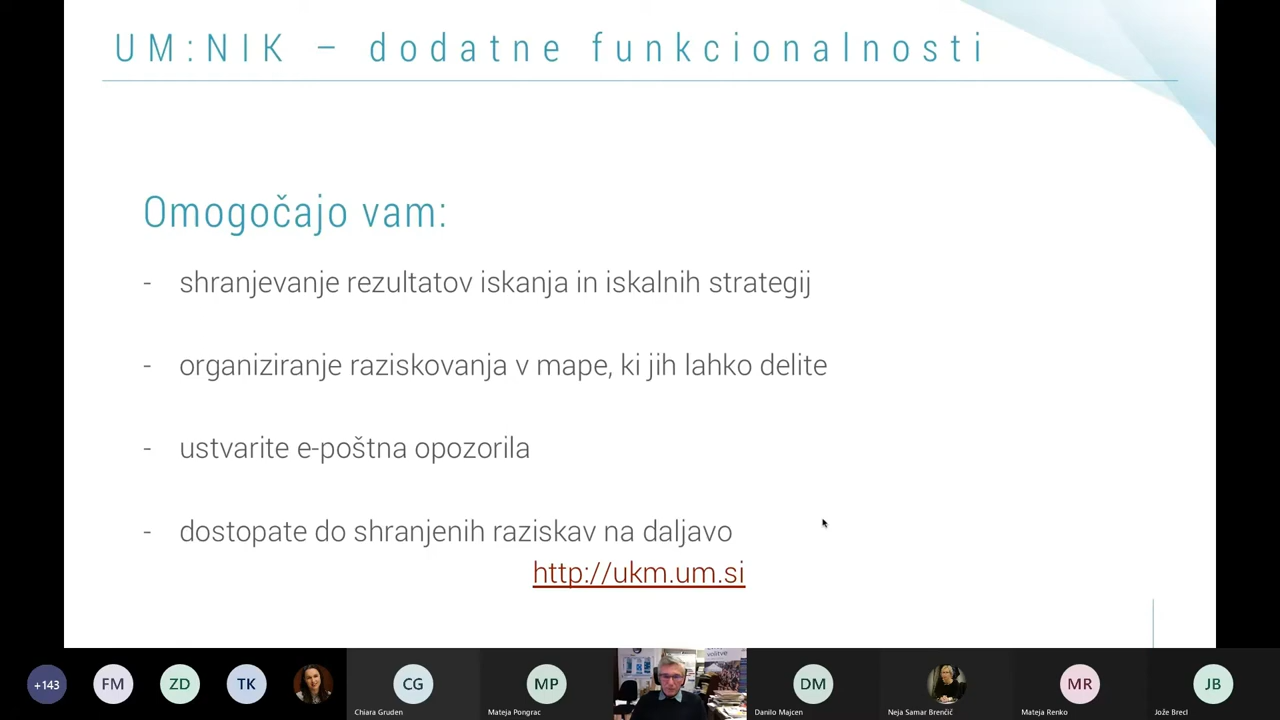 UM:NIK – dodatne funkcionalnosti
Omogočajo vam:
- shranjevanje rezultatov iskanja in iskalnih strategij
- organiziranje raziskovanja v mape, ki jih lahko delite
- ustvarite e-poštna opozorila
- dostopate do shranjenih raziskav na daljavo
http://ukm.um.si
+143
FM
ZD
TK
CG
Chiara Gruden
MP
Mateja Pongrac
DM
Danilo Majcen
Neja Samar Brenčič
MR
Mateja Renko
JB
Jože Brecl